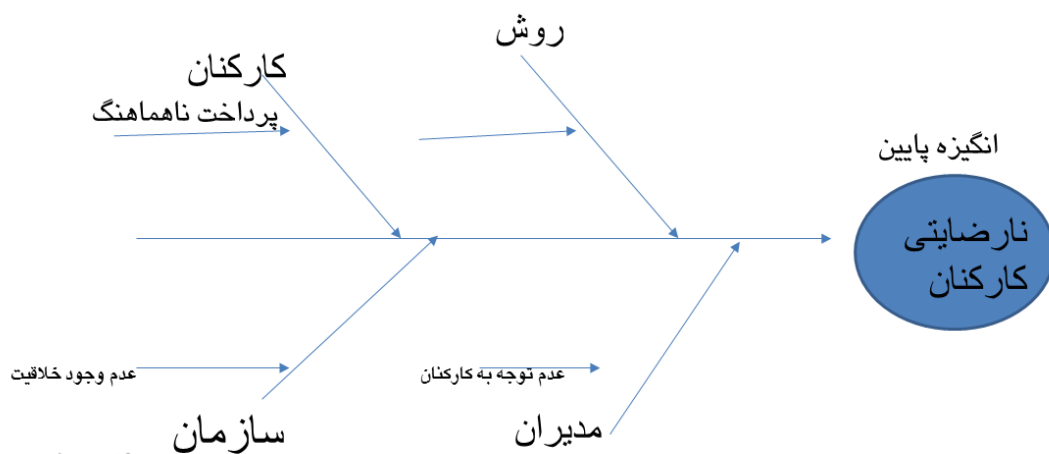 روش
کارکنان
پرداخت ناهماهنگ
انگیزه پایین
نارضایتی
کارکنان
عدم توجه به کارکنان
عدم وجود خلاقیت
مدیران
سازمان